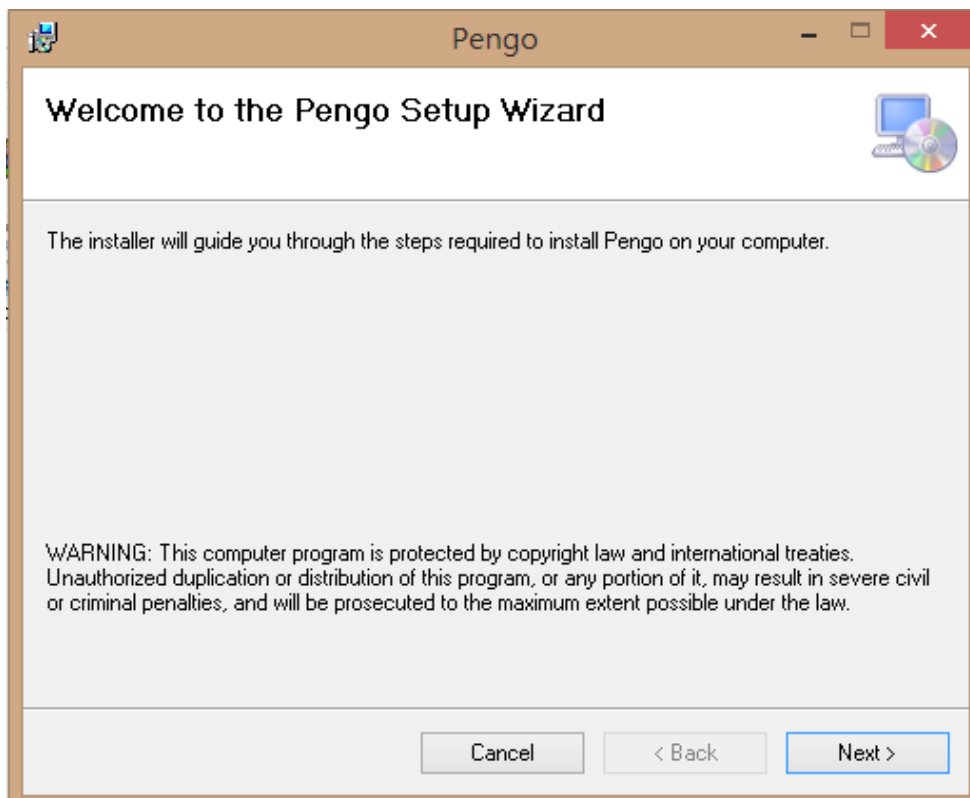 Pengo
Welcome to the Pengo Setup Wizard
The installer will guide you through the steps required to install Pengo on your computer.
WARNING: This computer program is protected by copyright law and international treaties.
Unauthorized duplication or distribution of this program, or any portion of it, may result in severe civil
or criminal penalties, and will be prosecuted to the maximum extent possible under the law.
Cancel
< Back
Next >